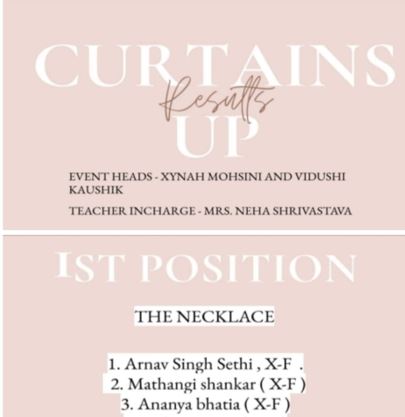 CURTAINS
Results
UP
EVENT HEADS - XYNAH MOHSINI AND VIDUSHI
KAUSHIK
TEACHER INCHARGE - MRS. NEHA SHRIVASTAVA
1ST POSITION
THE NECKLACE
1. Arnav Singh Sethi , X-F .
2. Mathangi shankar ( X-F )
3. Ananya bhatia ( X-F )